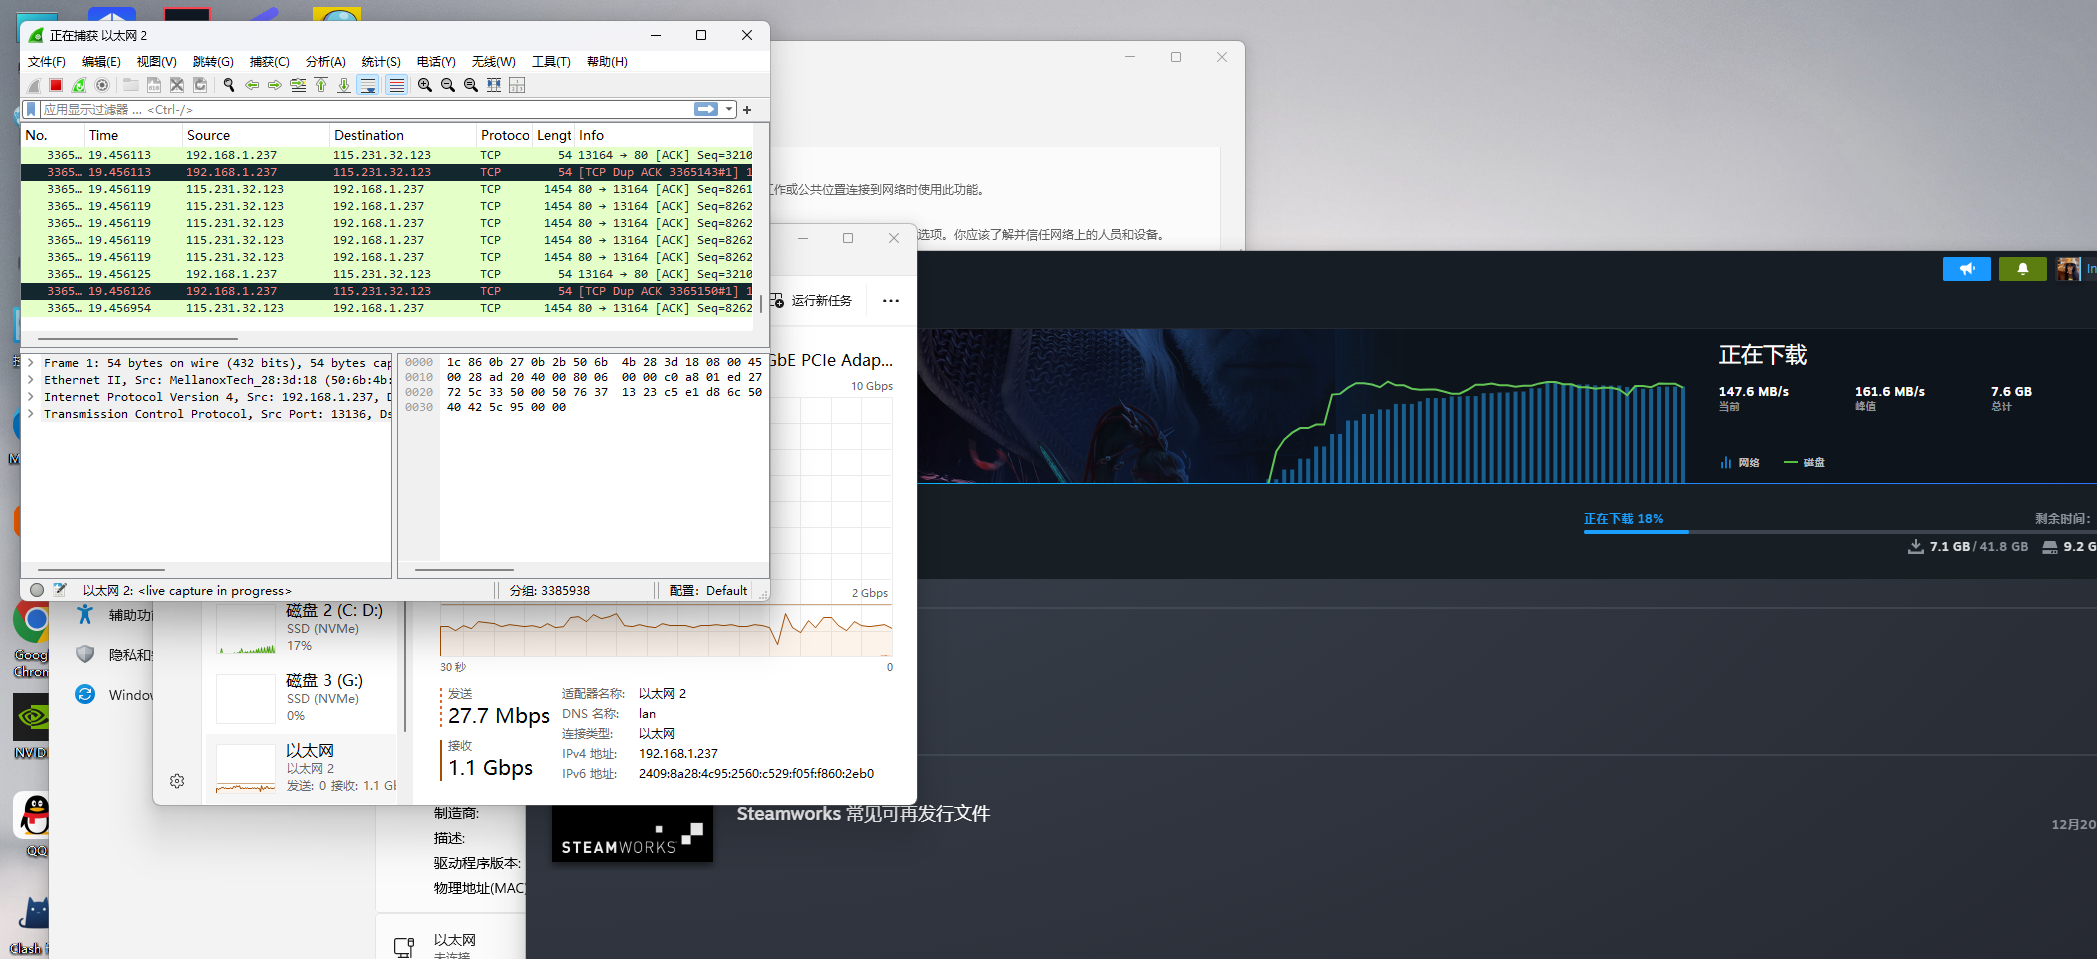 正在捕获 以太网 2
文件(F) 编辑(E) 视图(V) 跳转(G) 捕获(C) 分析(A) 统计(S) 电话(Y) 无线(W) 工具(T) 帮助(H)
应用显示过滤器 … <Ctrl-/>
No. Time Source Destination Protoco Lengt Info
3365… 19.456113 192.168.1.237 115.231.32.123 TCP 54 13164 → 80 [ACK] Seq=3210
3365… 19.456113 192.168.1.237 115.231.32.123 TCP 54 [TCP Dup ACK 3365143#1] 1
3365… 19.456119 115.231.32.123 192.168.1.237 TCP 1454 80 → 13164 [ACK] Seq=8261
3365… 19.456119 115.231.32.123 192.168.1.237 TCP 1454 80 → 13164 [ACK] Seq=8262
3365… 19.456119 115.231.32.123 192.168.1.237 TCP 1454 80 → 13164 [ACK] Seq=8262
3365… 19.456119 115.231.32.123 192.168.1.237 TCP 1454 80 → 13164 [ACK] Seq=8262
3365… 19.456119 115.231.32.123 192.168.1.237 TCP 1454 80 → 13164 [ACK] Seq=8262
3365… 19.456125 192.168.1.237 115.231.32.123 TCP 54 13164 → 80 [ACK] Seq=3210
3365… 19.456126 192.168.1.237 115.231.32.123 TCP 54 [TCP Dup ACK 3365150#1] 1
3365… 19.456954 115.231.32.123 192.168.1.237 TCP 1454 80 → 13164 [ACK] Seq=8262
Frame 1: 54 bytes on wire (432 bits), 54 bytes cap
Ethernet II, Src: MellanoxTech_28:3d:18 (50:6b:4b:
Internet Protocol Version 4, Src: 192.168.1.237, D
Transmission Control Protocol, Src Port: 13136, Ds
0000 1c 86 0b 27 0b 2b 50 6b 4b 28 3d 18 08 00 45
0010 00 28 ad 20 40 00 80 06 00 00 c0 a8 01 ed 27
0020 72 5c 33 50 00 50 76 37 13 23 c5 e1 d8 6c 50
0030 40 42 5c 95 00 00
以太网 2: <live capture in progress>
分组: 3385938
配置: Default
工作或公共位置连接到网络时使用此功能。
选项。你应该了解并信任网络上的人员和设备。
运行新任务
GbE PCIe Adap...
10 Gbps
2 Gbps
30 秒
0
发送
27.7 Mbps
接收
1.1 Gbps
适配器名称: 以太网 2
DNS 名称: lan
连接类型: 以太网
IPv4 地址: 192.168.1.237
IPv6 地址: 2409:8a28:4c95:2560:c529:f05f:f860:2eb0
磁盘 2 (C: D:)
SSD (NVMe)
17%
磁盘 3 (G:)
SSD (NVMe)
0%
以太网
以太网 2
发送: 0 接收: 1.1 Gb
辅助功能
隐私和
Window
制造商:
描述:
驱动程序版本:
物理地址(MAC)
以太网
未连接
正在下载
147.6 MB/s
当前
161.6 MB/s
峰值
7.6 GB
总计
网络
磁盘
In
正在下载 18%
剩余时间:
7.1 GB / 41.8 GB
9.2 G
STEAMWORKS
Steamworks 常见可再发行文件
12月20
Goog
Chron
NVIDI
QQ
Clash